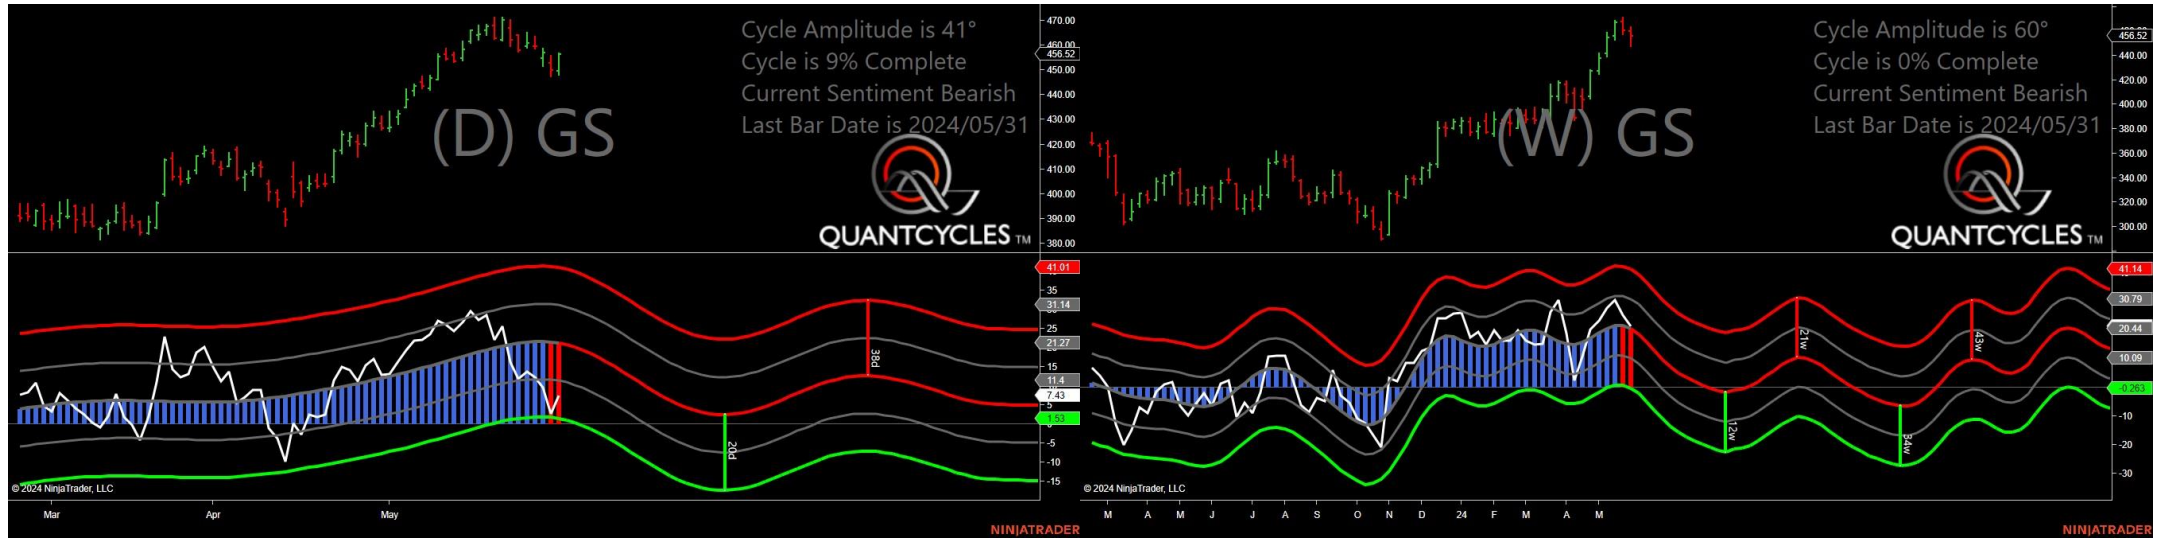 Cycle Amplitude is 41°
Cycle is 9% Complete
Current Sentiment Bearish
Last Bar Date is 2024/05/31
(D) GS
QUANTCYCLES TM
470.00
460.00
456.52
450.00
440.00
430.00
420.00
410.00
400.00
390.00
380.00
41.01
35
31.14
25
21.27
15
11.4
7.43
5
1.53
-5
-10
-15
38d
20d
© 2024 NinjaTrader, LLC
Mar
Apr
May
NINJATRADER
Cycle Amplitude is 60°
Cycle is 0% Complete
Current Sentiment Bearish
Last Bar Date is 2024/05/31
(W) GS
QUANTCYCLES TM
456.52
440.00
420.00
400.00
380.00
360.00
340.00
320.00
300.00
41.14
30.79
20.44
10.09
-0.263
-10
-20
-30
21w
43w
12w
34w
© 2024 NinjaTrader, LLC
M A M J J A S O N D 24 F M A M
NINJATRADER